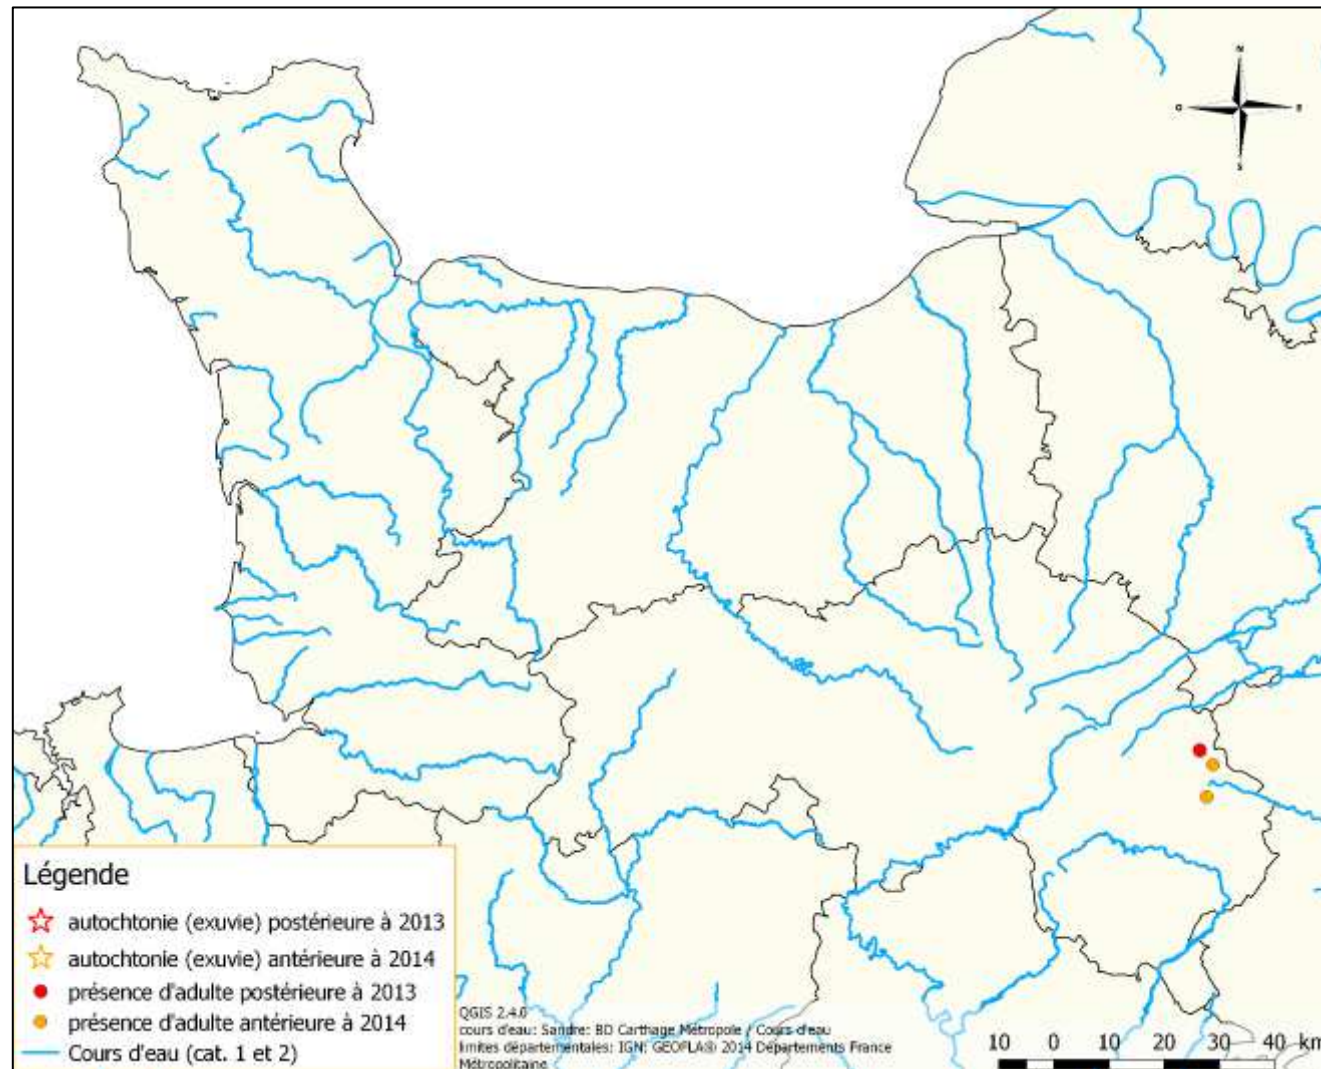 N
O
E
S
Légende
autochtonie (exuvie) postérieure à 2013
autochtonie (exuvie) antérieure à 2014
présence d'adulte postérieure à 2013
présence d'adulte antérieure à 2014
Cours d'eau (cat. 1 et 2)
QGIS 2.4.0
cours d'eau: Sandre: BD Carthage Métropole / Cours d'eau
limites départementales: IGN: GEOFLA® 2014 Départements France
Métropolitaine
10 0 10 20 30 40 km